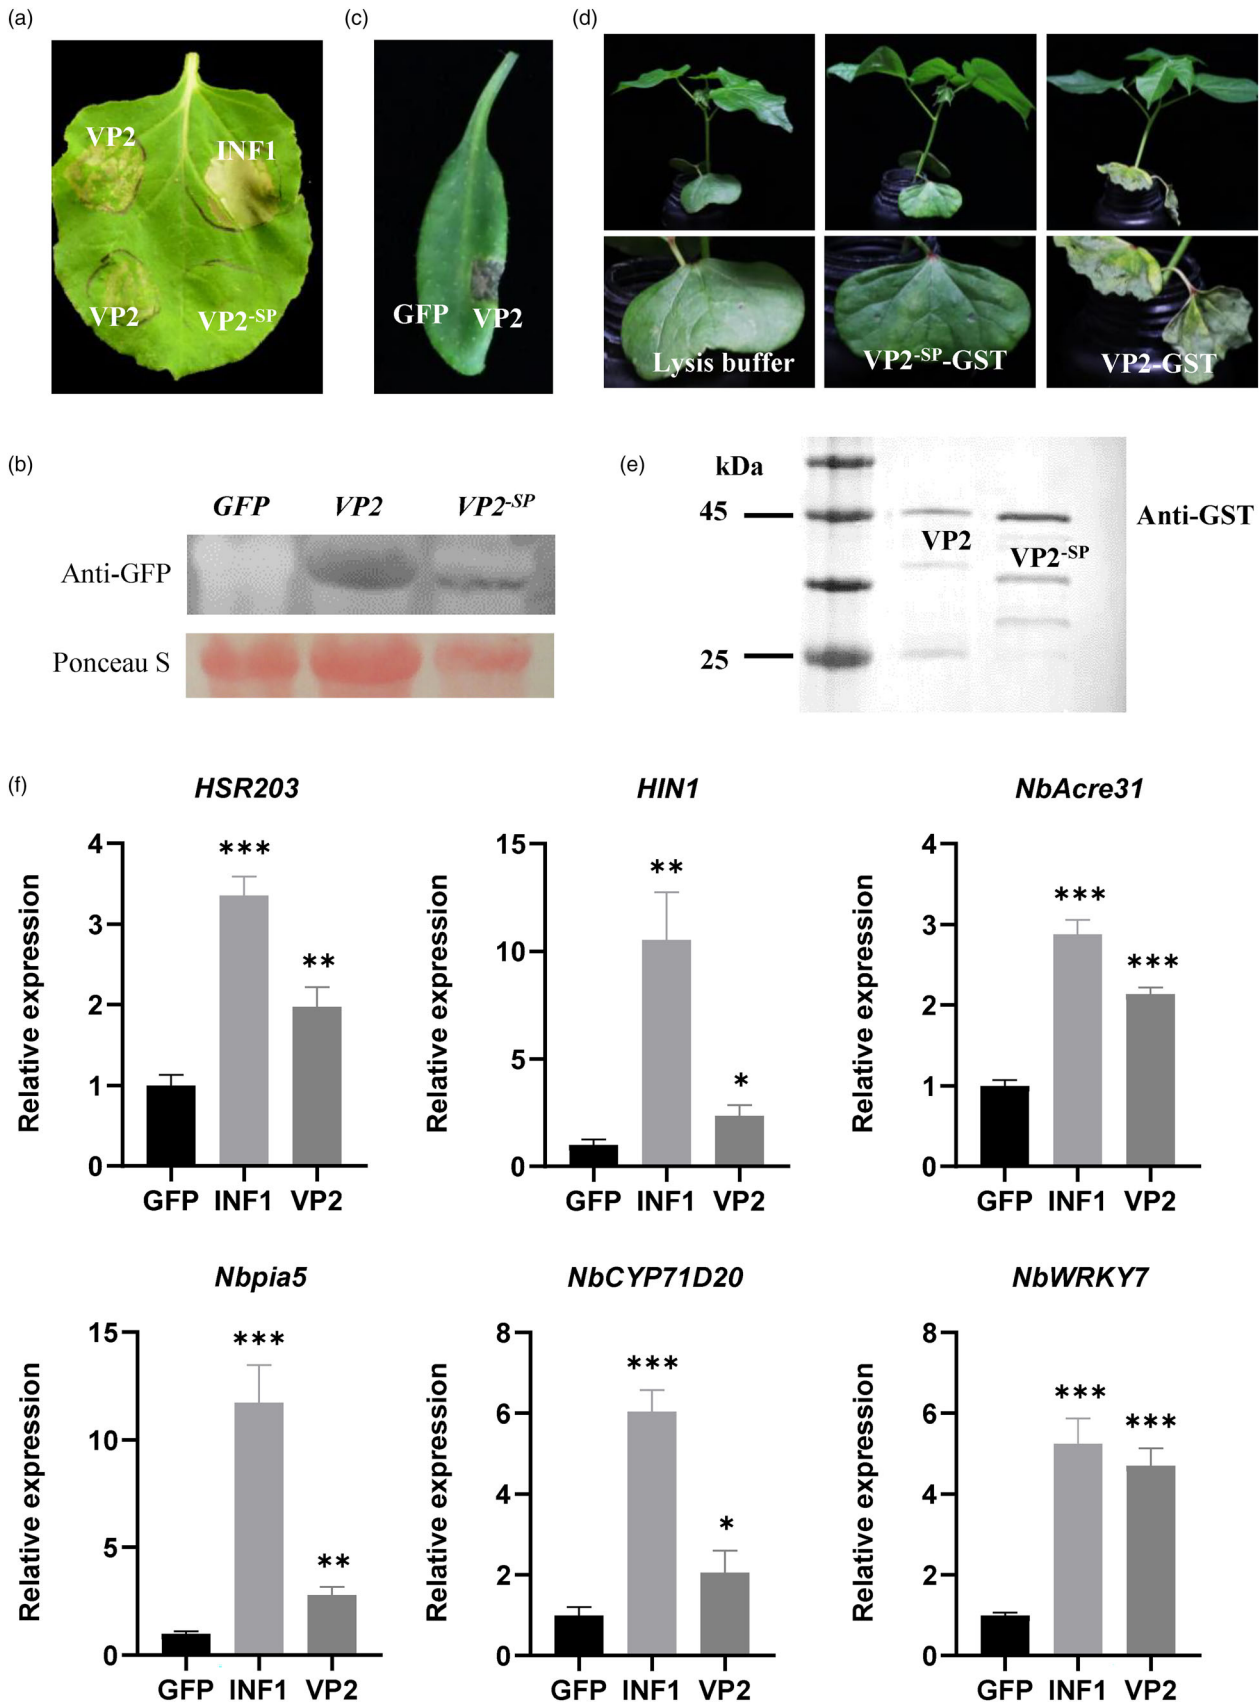 (a)
VP2
INF1
VP2
VP2-SP
(c)
GFP
VP2
(d)
Lysis buffer
VP2-SP-GST
VP2-GST
(b)
GFP VP2 VP2-SP
Anti-GFP
Ponceau S
(e)
kDa
45
25
VP2
VP2-SP
Anti-GST
(f)
HSR203
Relative expression
4
3
2
1
0
***
**
GFP INF1 VP2
HIN1
Relative expression
15
10
5
0
**
*
GFP INF1 VP2
NbAcre31
Relative expression
4
3
2
1
0
***
***
GFP INF1 VP2
Nbpia5
Relative expression
15
10
5
0
***
**
GFP INF1 VP2
NbCYP71D20
Relative expression
8
6
4
2
0
***
*
GFP INF1 VP2
NbWRKY7
Relative expression
8
6
4
2
0
***
***
GFP INF1 VP2